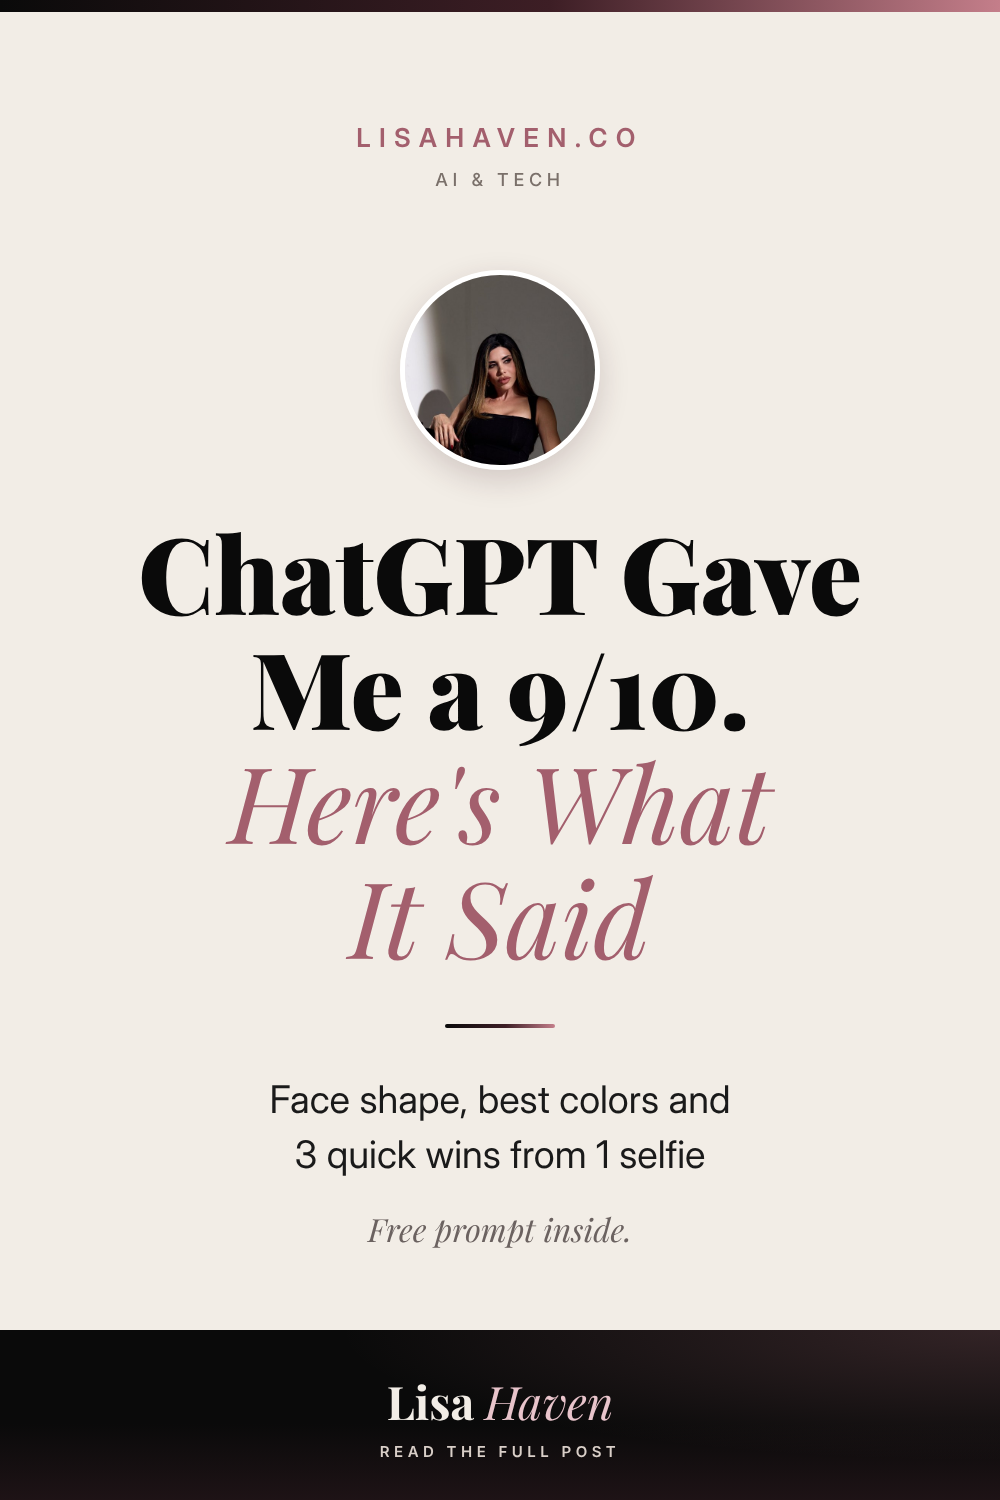 LISAHAVEN.CO
AI & TECH
ChatGPT Gave
Me a 9/10.
Here's What
It Said
Face shape, best colors and
3 quick wins from 1 selfie
Free prompt inside.
Lisa Haven
READ THE FULL POST